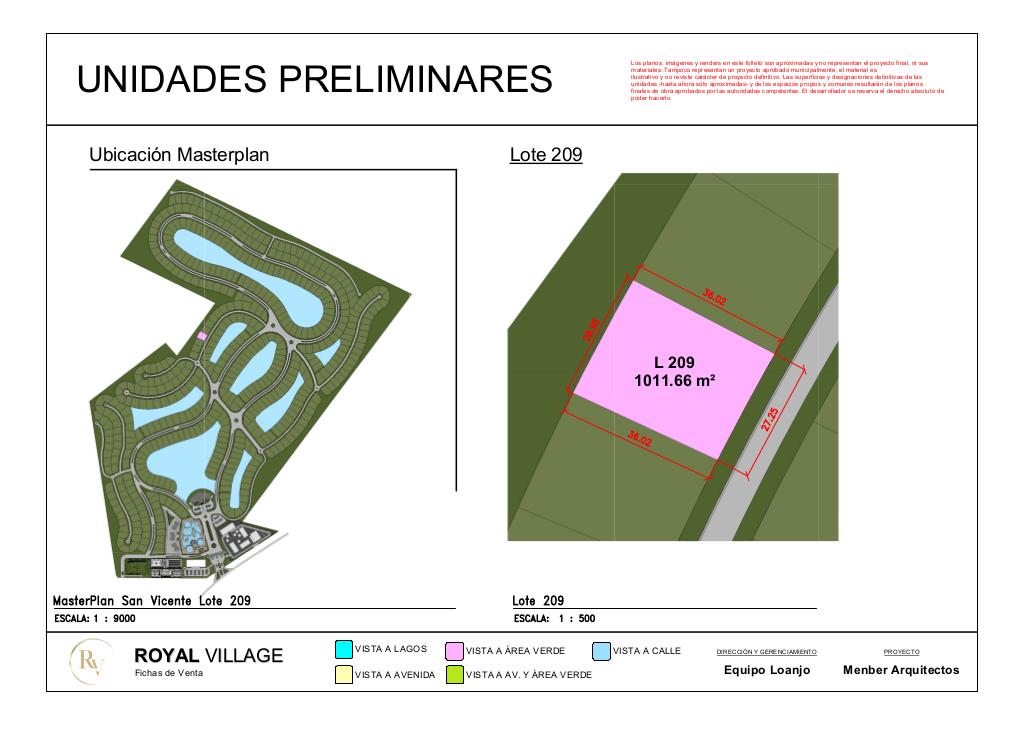 UNIDADES PRELIMINARES
Los planos, imágenes y renders en este folleto son aproximadas y no representan el proyecto final, ni sus
materiales. Tampoco representan un proyecto aprobado municipalmente, el material es
ilustrativo y no reviste carácter de proyecto definitivo. Las superficies y designaciones definitivas de las
unidades -hasta ahora sólo aproximadas- y de los espacios propios y comunes resultarán de los planos
finales de obra aprobados por las autoridades competentes. El desarrollador se reserva el derecho absoluto de
poder hacerlo.
Ubicación Masterplan
Lote 209
36.02
L 209
1011.66 m²
27.25
36.02
MasterPlan San Vicente Lote 209
ESCALA: 1 : 9000
Lote 209
ESCALA: 1 : 500
RV
ROYAL VILLAGE
Fichas de Venta
VISTA A LAGOS
VISTA A ÁREA VERDE
VISTA A CALLE
VISTA A AVENIDA
VISTA A AV. Y ÁREA VERDE
DIRECCIÓN Y GERENCIAMIENTO
Equipo Loanjo
PROYECTO
Menber Arquitectos